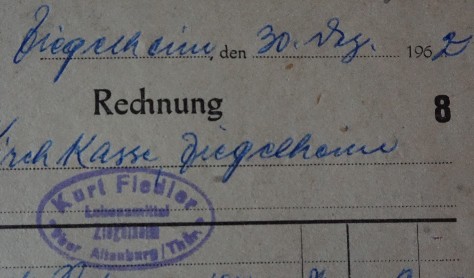 Ziegelheim, den 30. Dez. 1962
Rechnung 8
Kirch Kasse, Ziegelheim
Kurt Fiedler
Lebensmittel
Ziegelheim
über Altenburg/Thür.